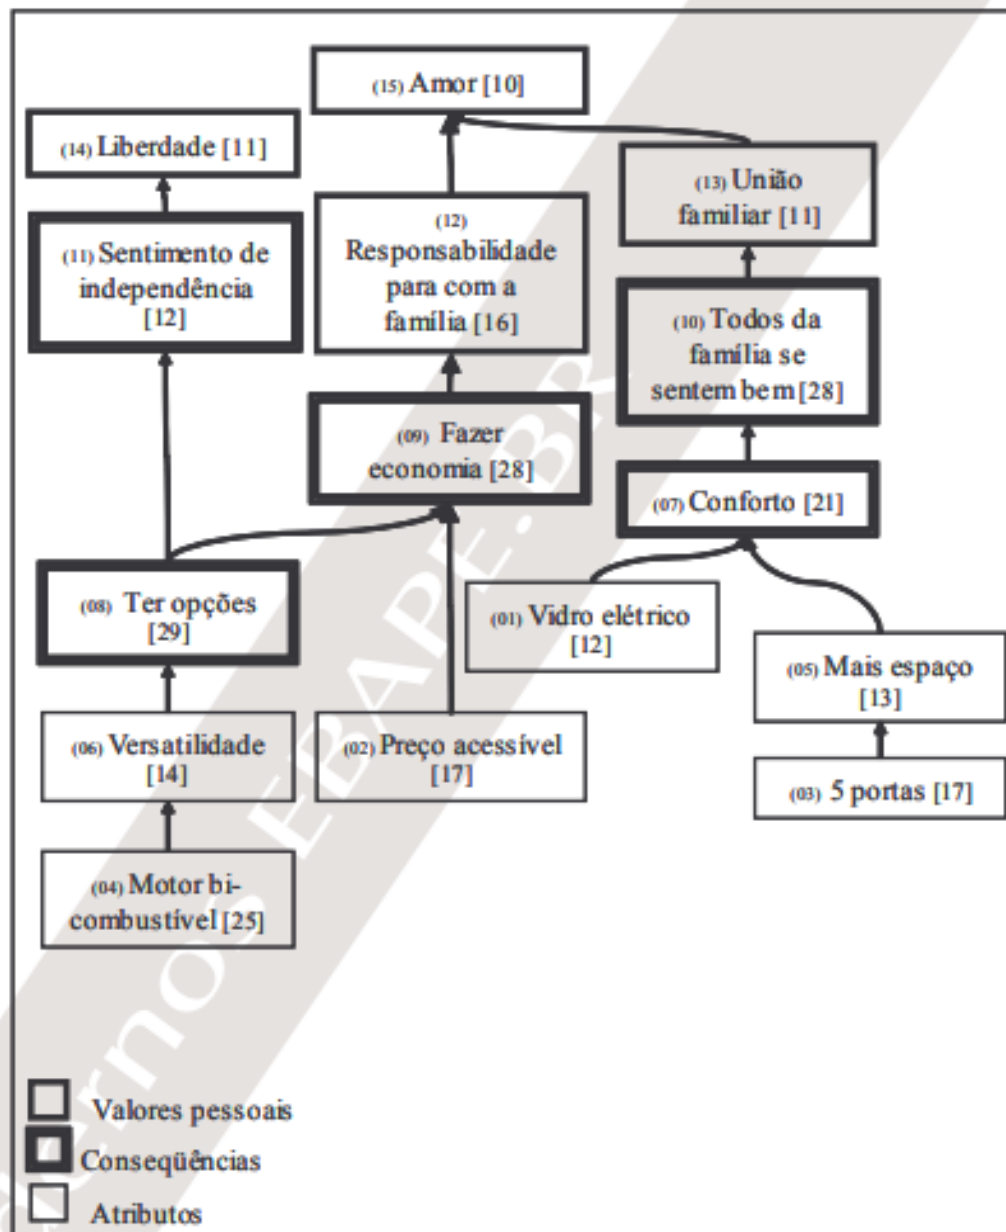 (15) Amor [10]
(14) Liberdade [11]
(13) União
familiar [11]
(12)
Responsabilidade
para com a
família [16]
(11) Sentimento de
independência
[12]
(10) Todos da
família se
sentem bem [28]
(09) Fazer
economia [28]
(07) Conforto [21]
(08) Ter opções
[29]
(01) Vidro elétrico
[12]
(05) Mais espaço
[13]
(06) Versatilidade
[14]
(02) Preço acessível
[17]
(03) 5 portas [17]
(04) Motor bi-
combustível [25]
Valores pessoais
Conseqüências
Atributos
ernos EBAPE.BR